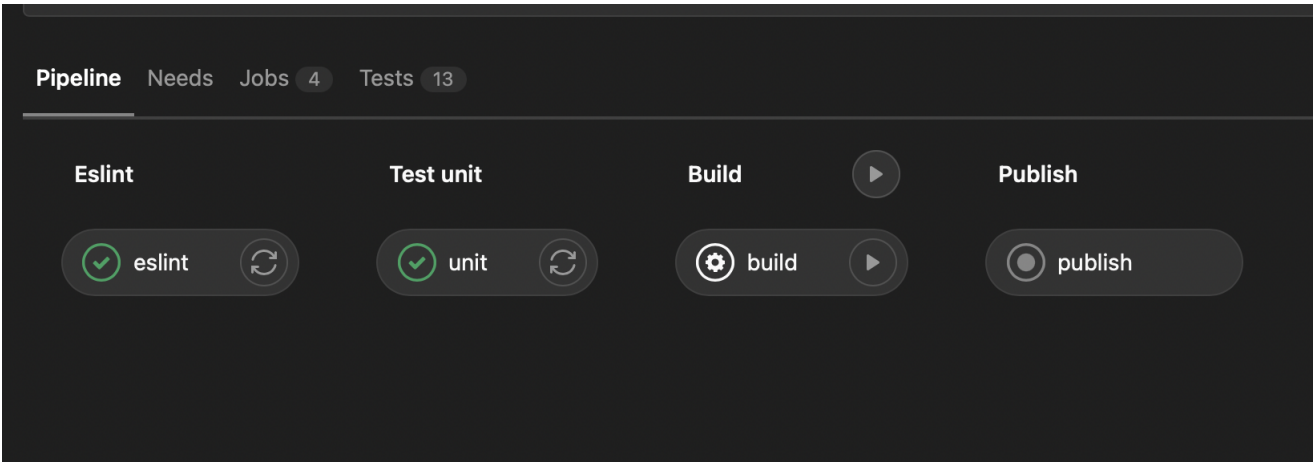 Pipeline Needs Jobs 4 Tests 13
Eslint Test unit Build Publish
eslint unit build publish